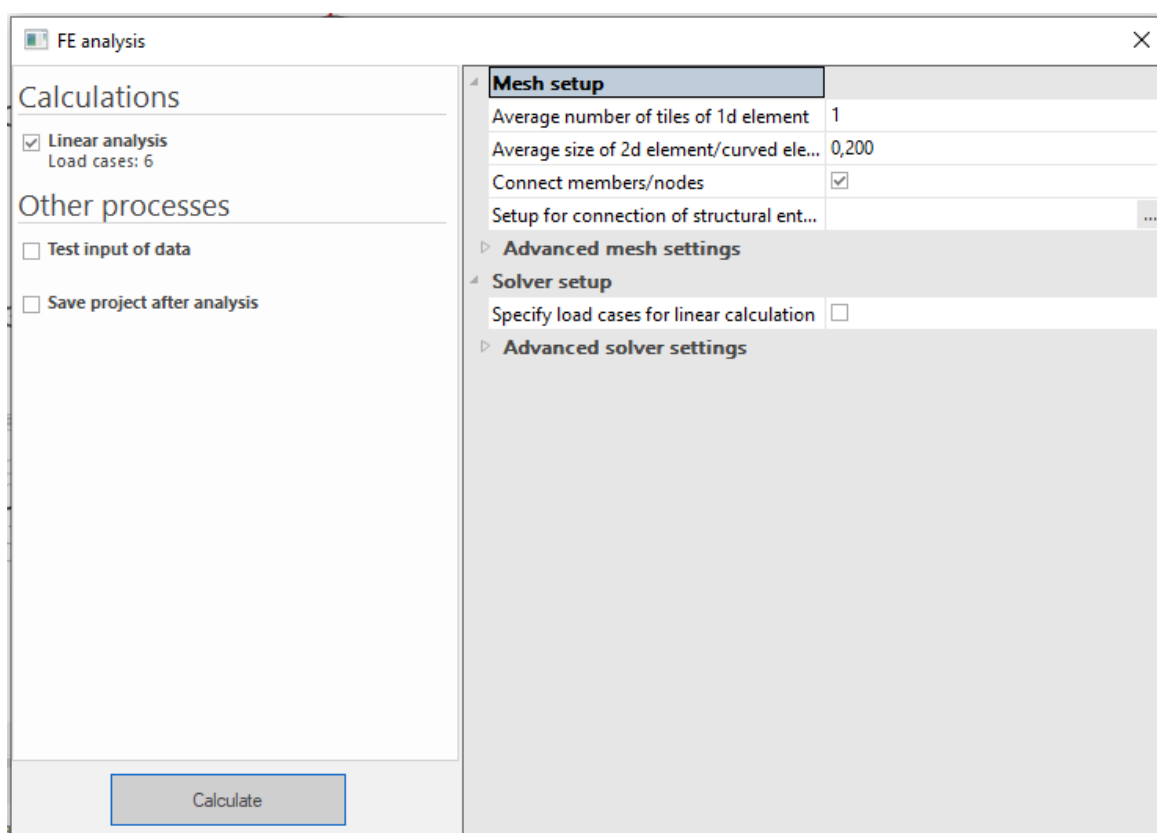 FE analysis
Calculations
Linear analysis
Load cases: 6
Other processes
Test input of data
Save project after analysis
Calculate
Mesh setup
Average number of tiles of 1d element 1
Average size of 2d element/curved ele... 0,200
Connect members/nodes
Setup for connection of structural ent... ...
Advanced mesh settings
Solver setup
Specify load cases for linear calculation
Advanced solver settings